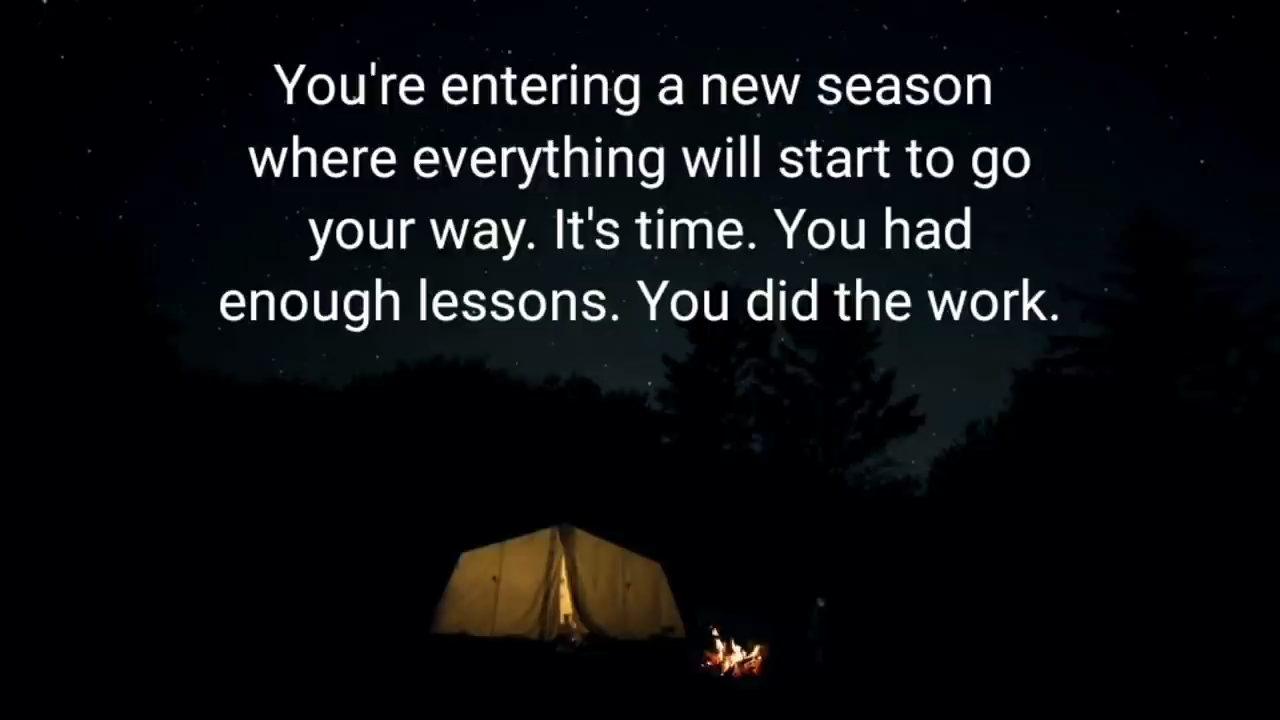 You're entering a new season
where everything will start to go
your way. It's time. You had
enough lessons. You did the work.